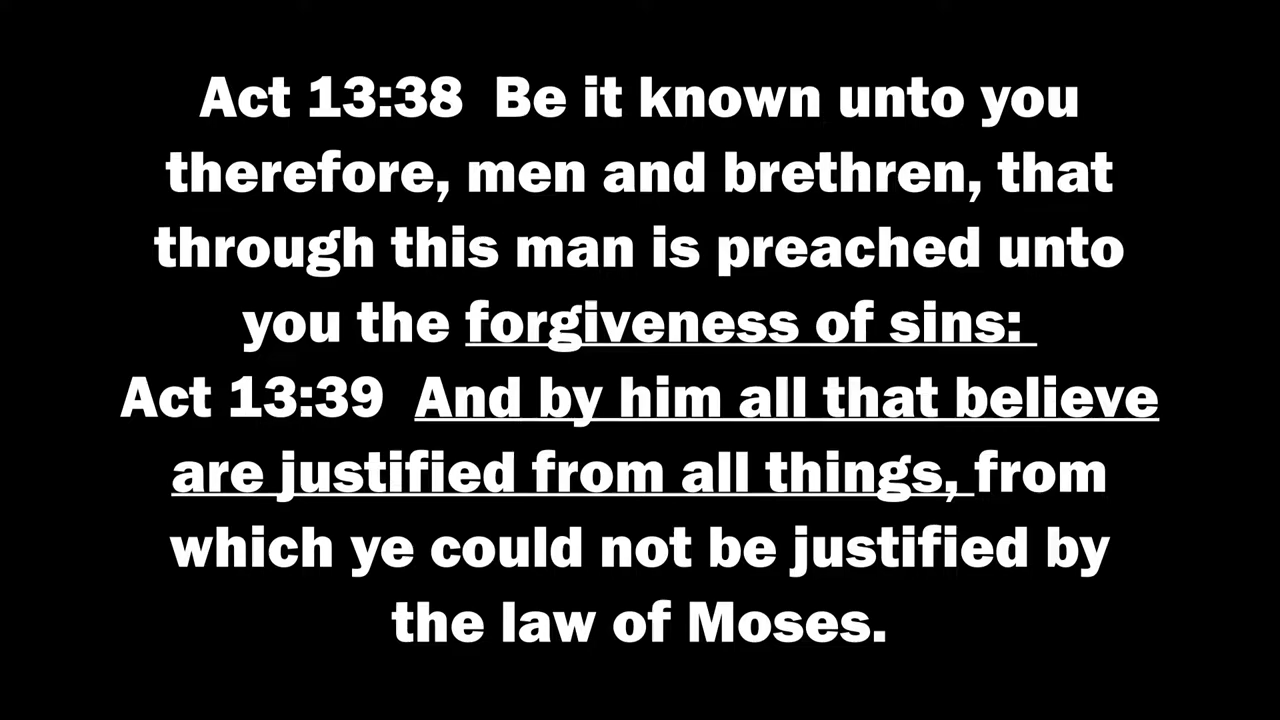 Act 13:38  Be it known unto you
therefore, men and brethren, that
through this man is preached unto
you the forgiveness of sins:
Act 13:39  And by him all that believe
are justified from all things, from
which ye could not be justified by
the law of Moses.